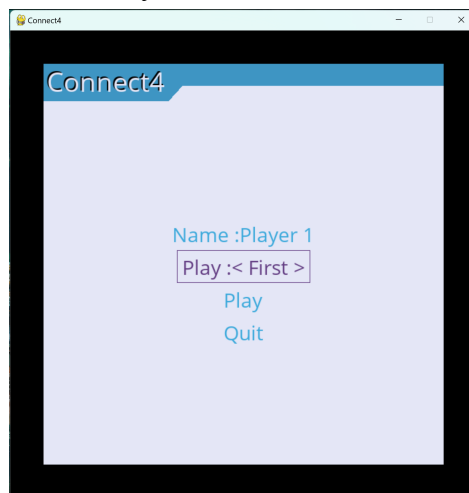 Connect4
Connect4
Name :Player 1
Play :< First >
Play
Quit